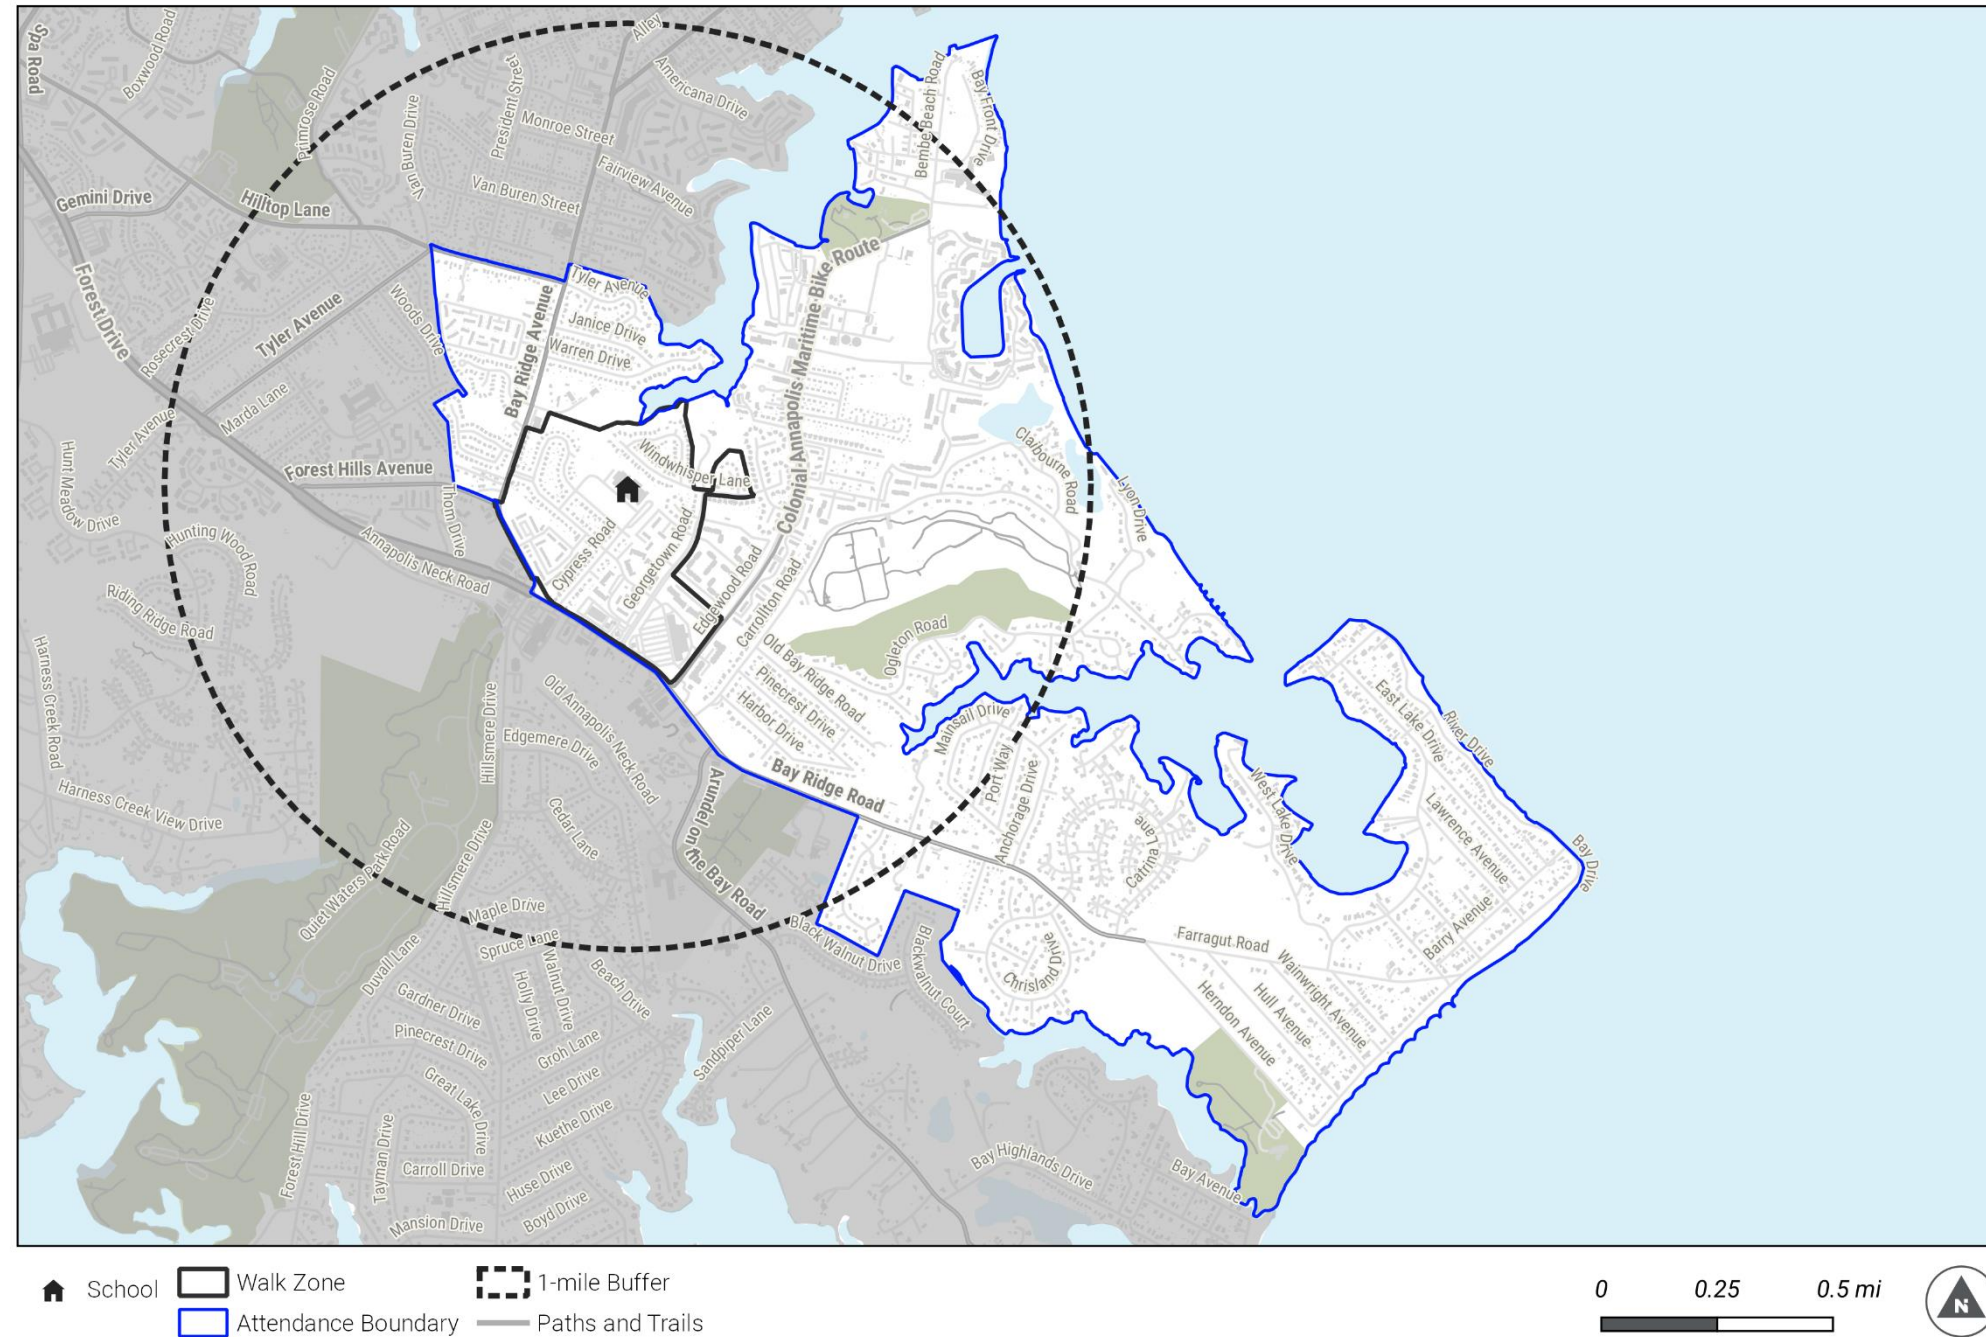 Spa Road
Boxwood Road
Primrose Road
Alley
Americana Drive
President Street
Monroe Street
Van Buren Drive
Fairview Avenue
Van Buren Street
Bembe Beach Road
Bay Front Drive
Gemini Drive
Hilltop Lane
Forest Drive
Rosecrest Drive
Tyler Avenue
Woods Drive
Tyler Avenue
Janice Drive
Warren Drive
Bay Ridge Avenue
Colonial Annapolis Maritime Bike Route
Marda Lane
Tyler Avenue
Hunt Meadow Drive
Forest Hills Avenue
Thom Drive
Windwhisper Lane
Claibourne Road
Lyon Drive
Hunting Wood Road
Annapolis Neck Road
Cypress Road
Georgetown Road
Edgewood Road
Carrollton Road
Riding Ridge Road
Harness Creek Road
Ogleton Road
Old Bay Ridge Road
Pinecrest Drive
Harbor Drive
Hillsmere Drive
Old Annapolis Neck Road
Edgemere Drive
Mainsail Drive
Port Way
Anchorage Drive
Bay Ridge Road
East Lake Drive
River Drive
West Lake Drive
Lawrence Avenue
Bay Drive
Harness Creek View Drive
Cedar Lane
Arundel on the Bay Road
Catrina Lane
Quiet Waters Park Road
Hillsmere Drive
Maple Drive
Spruce Lane
Black Walnut Drive
Blackwalnut Court
Chrisland Drive
Farragut Road
Barry Avenue
Wainwright Avenue
Hull Avenue
Herndon Avenue
Duvall Lane
Walnut Drive
Holly Drive
Beach Drive
Gardner Drive
Pinecrest Drive
Groh Lane
Sandpiper Lane
Great Lake Drive
Lee Drive
Kuethe Drive
Forest Hill Drive
Tayman Drive
Carroll Drive
Huse Drive
Boyd Drive
Mansion Drive
Bay Highlands Drive
Bay Avenue
School
Walk Zone
1-mile Buffer
Attendance Boundary
Paths and Trails
0 0.25 0.5 mi
N